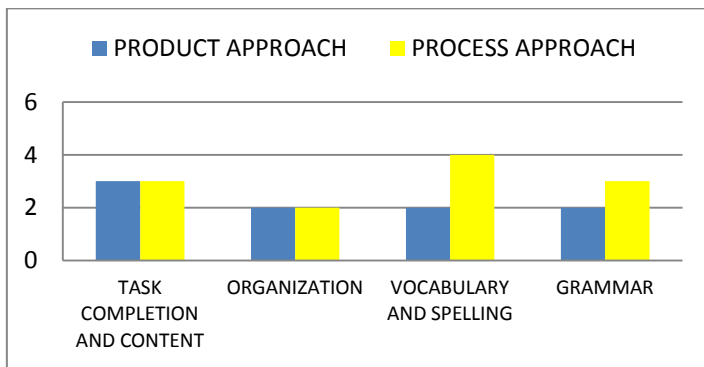 PRODUCT APPROACH PROCESS APPROACH
6
4
2
0
TASK
COMPLETION
AND CONTENT
ORGANIZATION
VOCABULARY
AND SPELLING
GRAMMAR